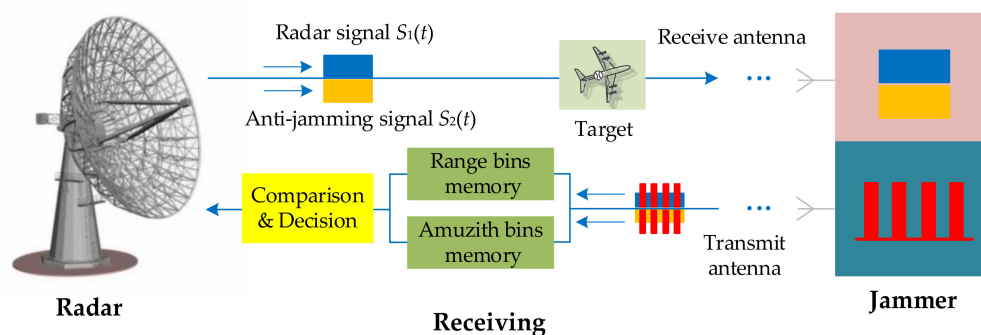 Radar signal S1(t)
Anti-jamming signal S2(t)
Target
Receive antenna
...
Comparison
& Decision
Range bins
memory
Amuzith bins
memory
...
Transmit
antenna
Radar
Receiving
Jammer